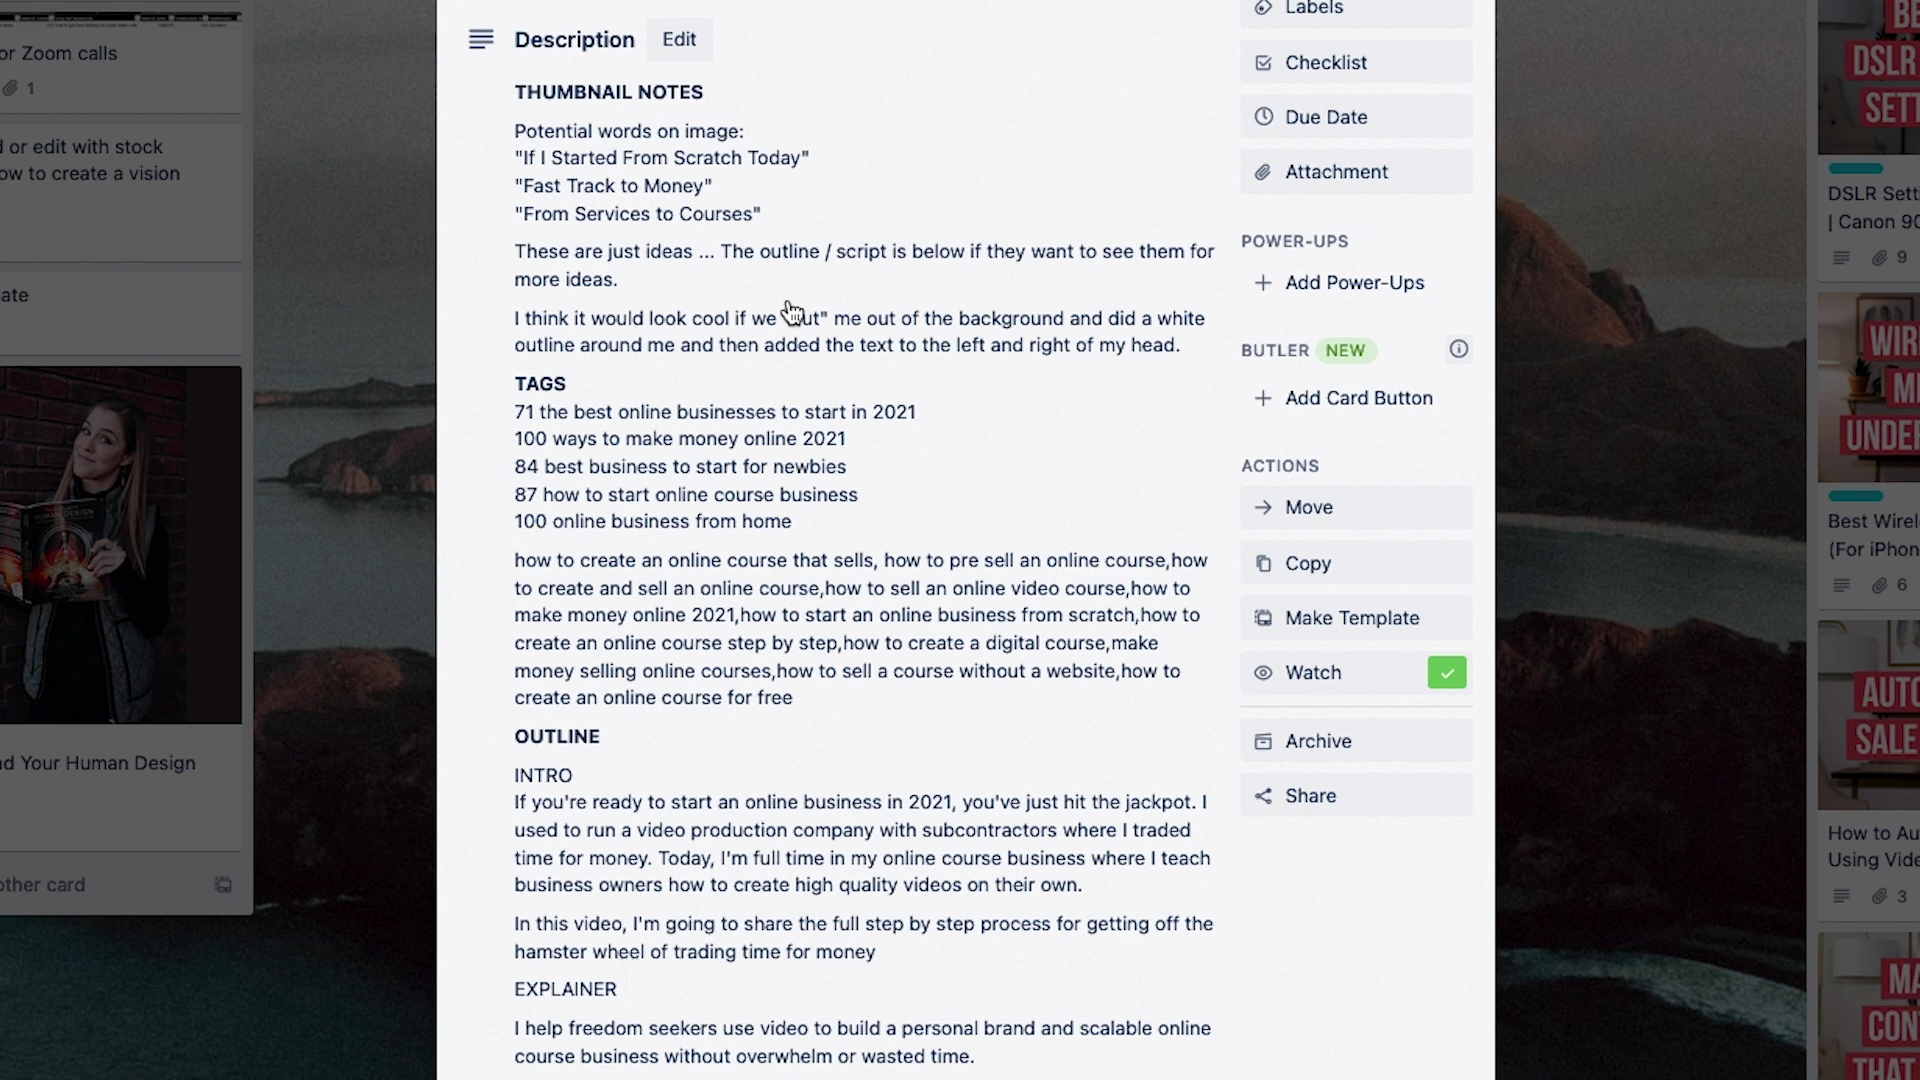 or Zoom calls
1
d or edit with stock
ow to create a vision
ate
HUMAN DESIGN
ad Your Human Design
other card
Description
Edit
THUMBNAIL NOTES
Potential words on image:
"If I Started From Scratch Today"
"Fast Track to Money"
"From Services to Courses"
These are just ideas ... The outline / script is below if they want to see them for
more ideas.
I think it would look cool if we ut" me out of the background and did a white
outline around me and then added the text to the left and right of my head.
TAGS
71 the best online businesses to start in 2021
100 ways to make money online 2021
84 best business to start for newbies
87 how to start online course business
100 online business from home
how to create an online course that sells, how to pre sell an online course,how
to create and sell an online course,how to sell an online video course,how to
make money online 2021,how to start an online business from scratch,how to
create an online course step by step,how to create a digital course,make
money selling online courses,how to sell a course without a website,how to
create an online course for free
OUTLINE
INTRO
If you're ready to start an online business in 2021, you've just hit the jackpot. I
used to run a video production company with subcontractors where I traded
time for money. Today, I'm full time in my online course business where I teach
business owners how to create high quality videos on their own.
In this video, I'm going to share the full step by step process for getting off the
hamster wheel of trading time for money
EXPLAINER
I help freedom seekers use video to build a personal brand and scalable online
course business without overwhelm or wasted time.
Labels
Checklist
Due Date
Attachment
POWER-UPS
Add Power-Ups
BUTLER NEW
Add Card Button
ACTIONS
Move
Copy
Make Template
Watch
Archive
Share
BE
DSLR
SETT
DSLR Sett
| Canon 90
9
WIR
MI
UNDER
Best Wirel
(For iPhon
6
AUTO
SALE
How to Au
Using Vide
3
MA
CON
THAT